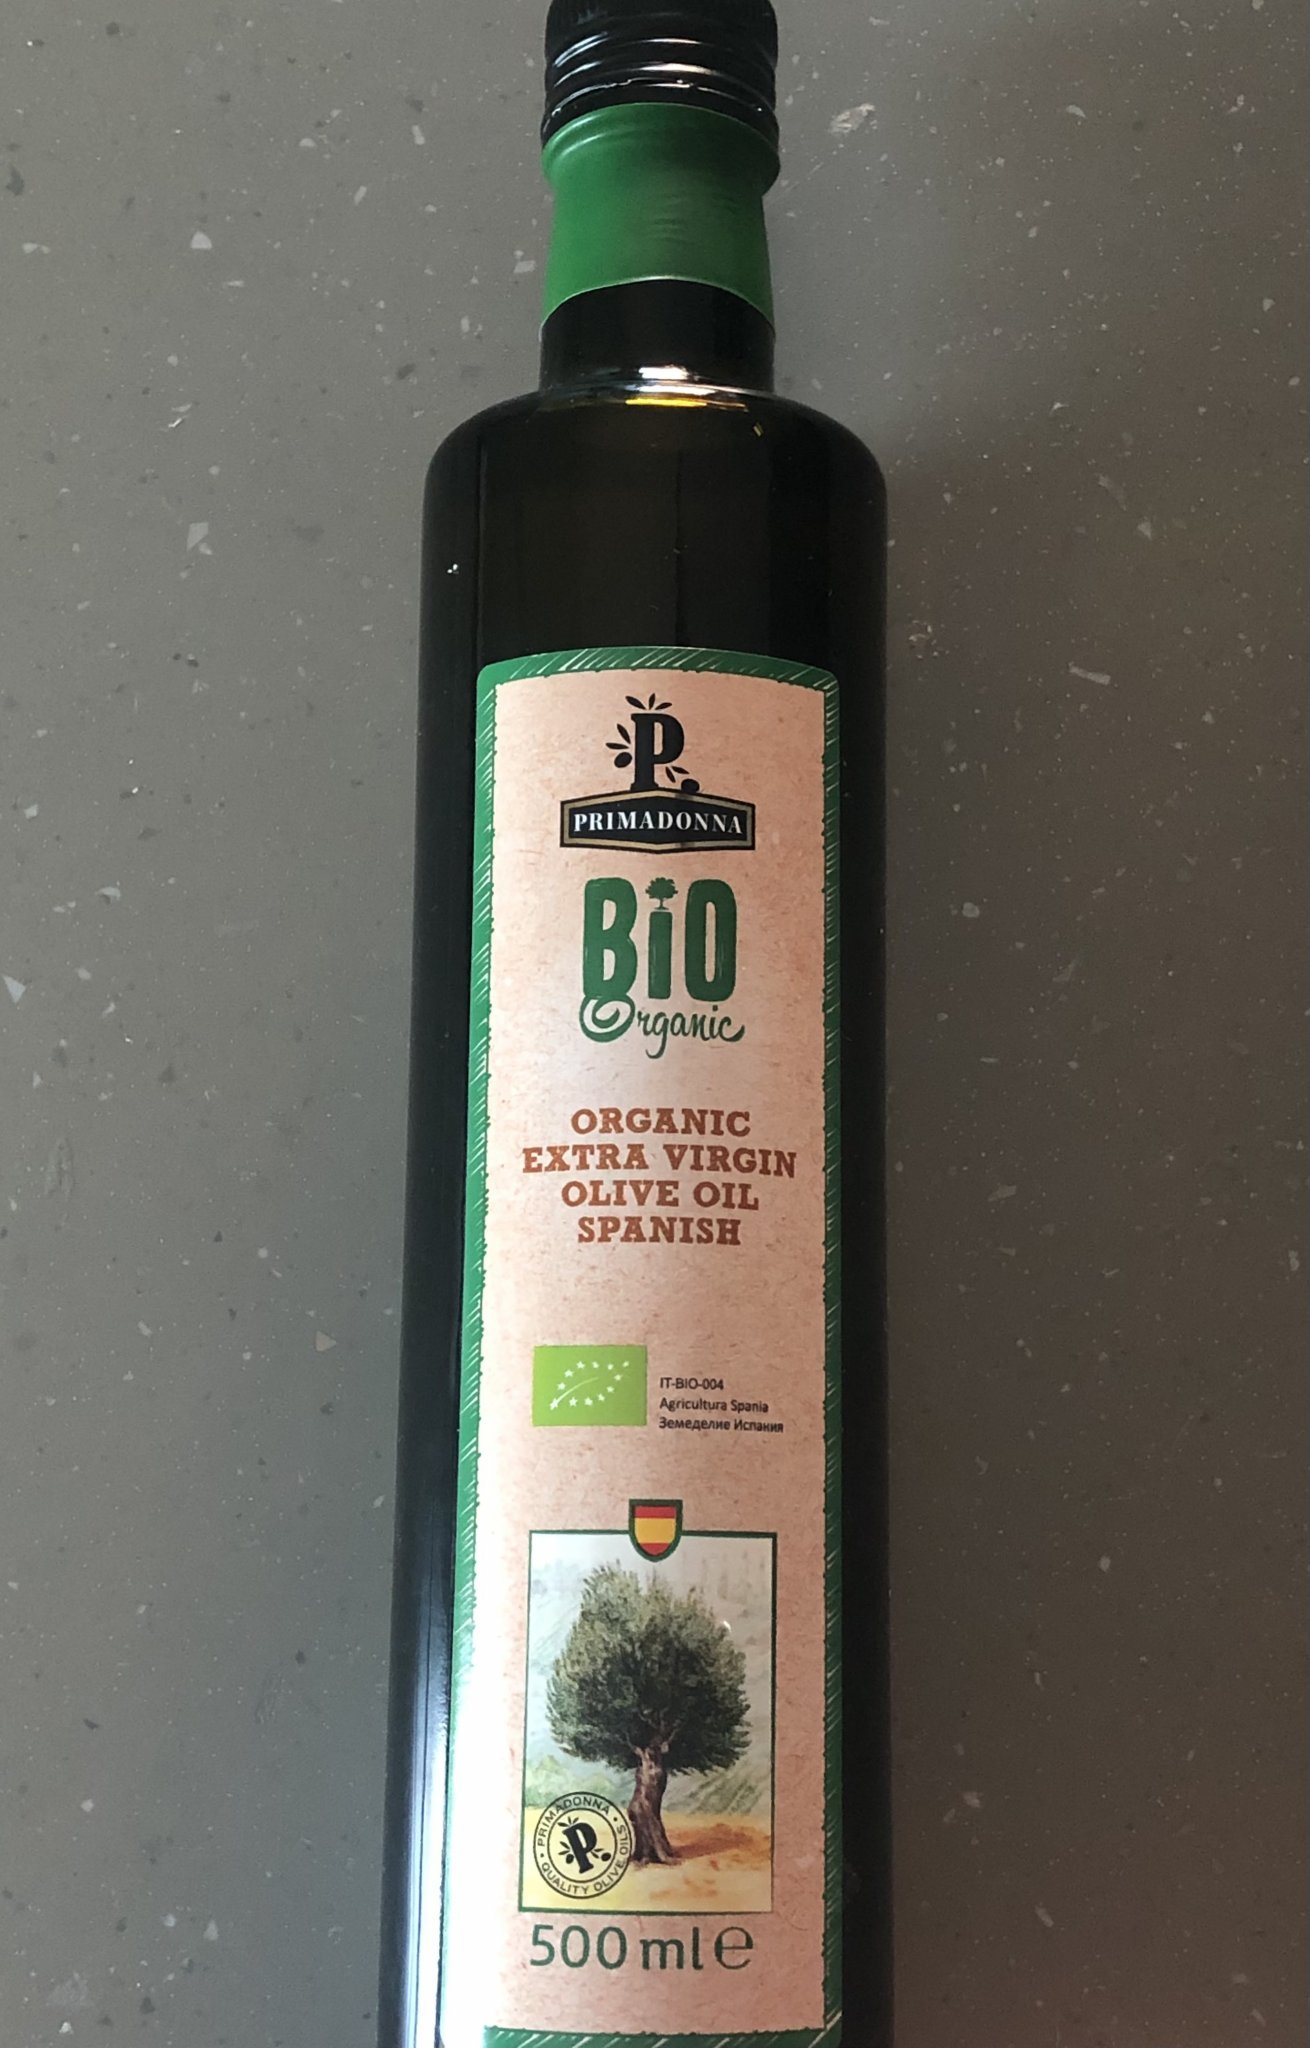 P
PRIMADONNA
BiO
Organic
ORGANIC
EXTRA VIRGIN
OLIVE OIL
SPANISH
IT-BIO-004
Agricultura Spania
Земеделие Испания
PRIMADONNA
P
QUALITY OLIVE OILS
500 ml e